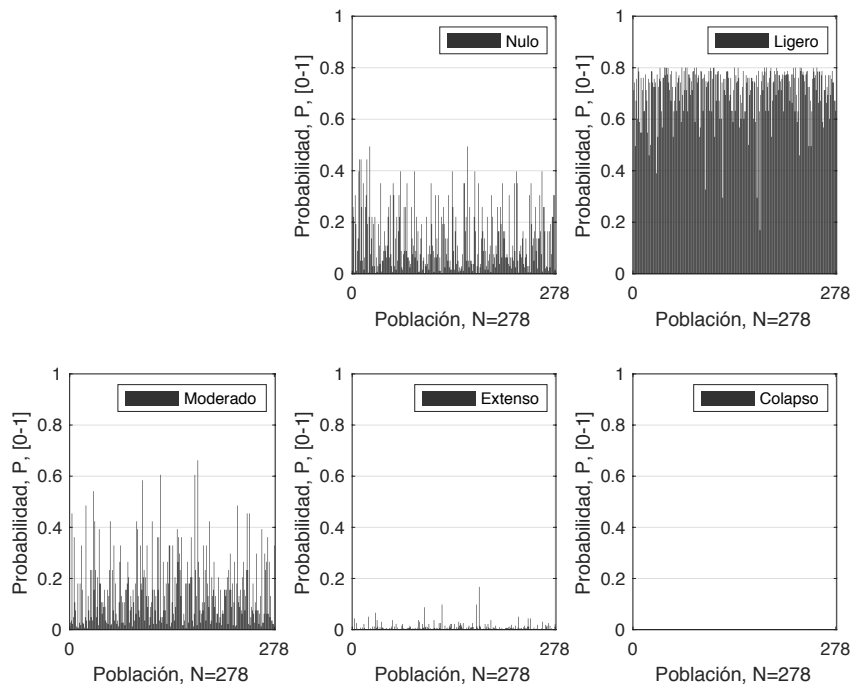 Nulo
Probabilidad, P, [0-1]
1
0.8
0.6
0.4
0.2
0
0
278
Población, N=278
Ligero
Probabilidad, P, [0-1]
1
0.8
0.6
0.4
0.2
0
0
278
Población, N=278
Moderado
Probabilidad, P, [0-1]
1
0.8
0.6
0.4
0.2
0
0
278
Población, N=278
Extenso
Probabilidad, P, [0-1]
1
0.8
0.6
0.4
0.2
0
0
278
Población, N=278
Colapso
Probabilidad, P, [0-1]
1
0.8
0.6
0.4
0.2
0
0
278
Población, N=278